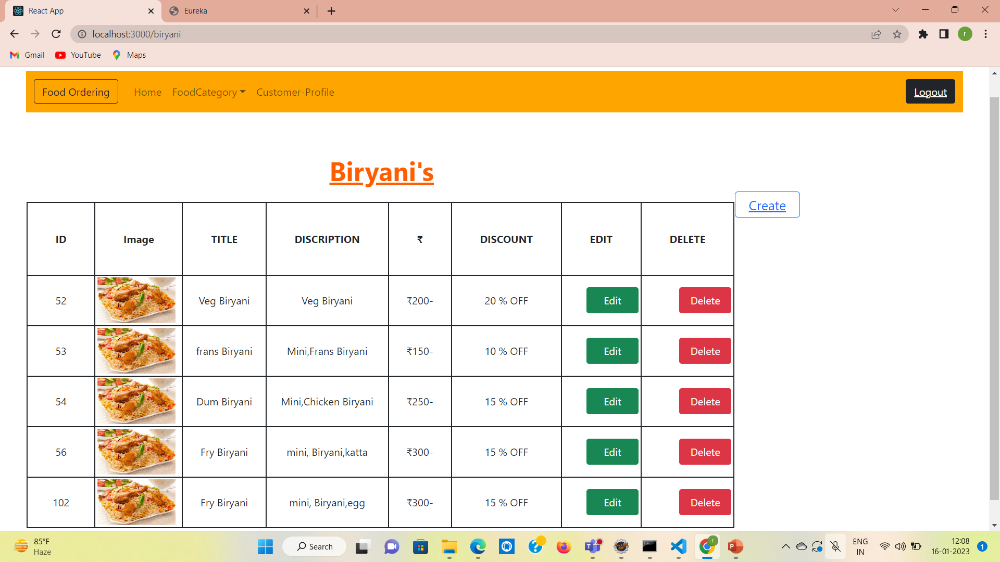 React App
Eureka
localhost:3000/biryani
r
Gmail YouTube Maps
Food Ordering Home FoodCategory Customer-Profile Logout
Biryani's
Create
ID Image TITLE DISCRIPTION ₹ DISCOUNT EDIT DELETE
52 Veg Biryani Veg Biryani ₹200- 20 % OFF Edit Delete
53 frans Biryani Mini,Frans Biryani ₹150- 10 % OFF Edit Delete
54 Dum Biryani Mini,Chicken Biryani ₹250- 15 % OFF Edit Delete
56 Fry Biryani mini, Biryani,katta ₹300- 15 % OFF Edit Delete
102 Fry Biryani mini, Biryani,egg ₹300- 15 % OFF Edit Delete
85°F
Haze
Search
ENG
IN
12:08
16-01-2023
1